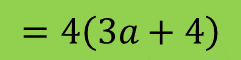 = 4(3a + 4)